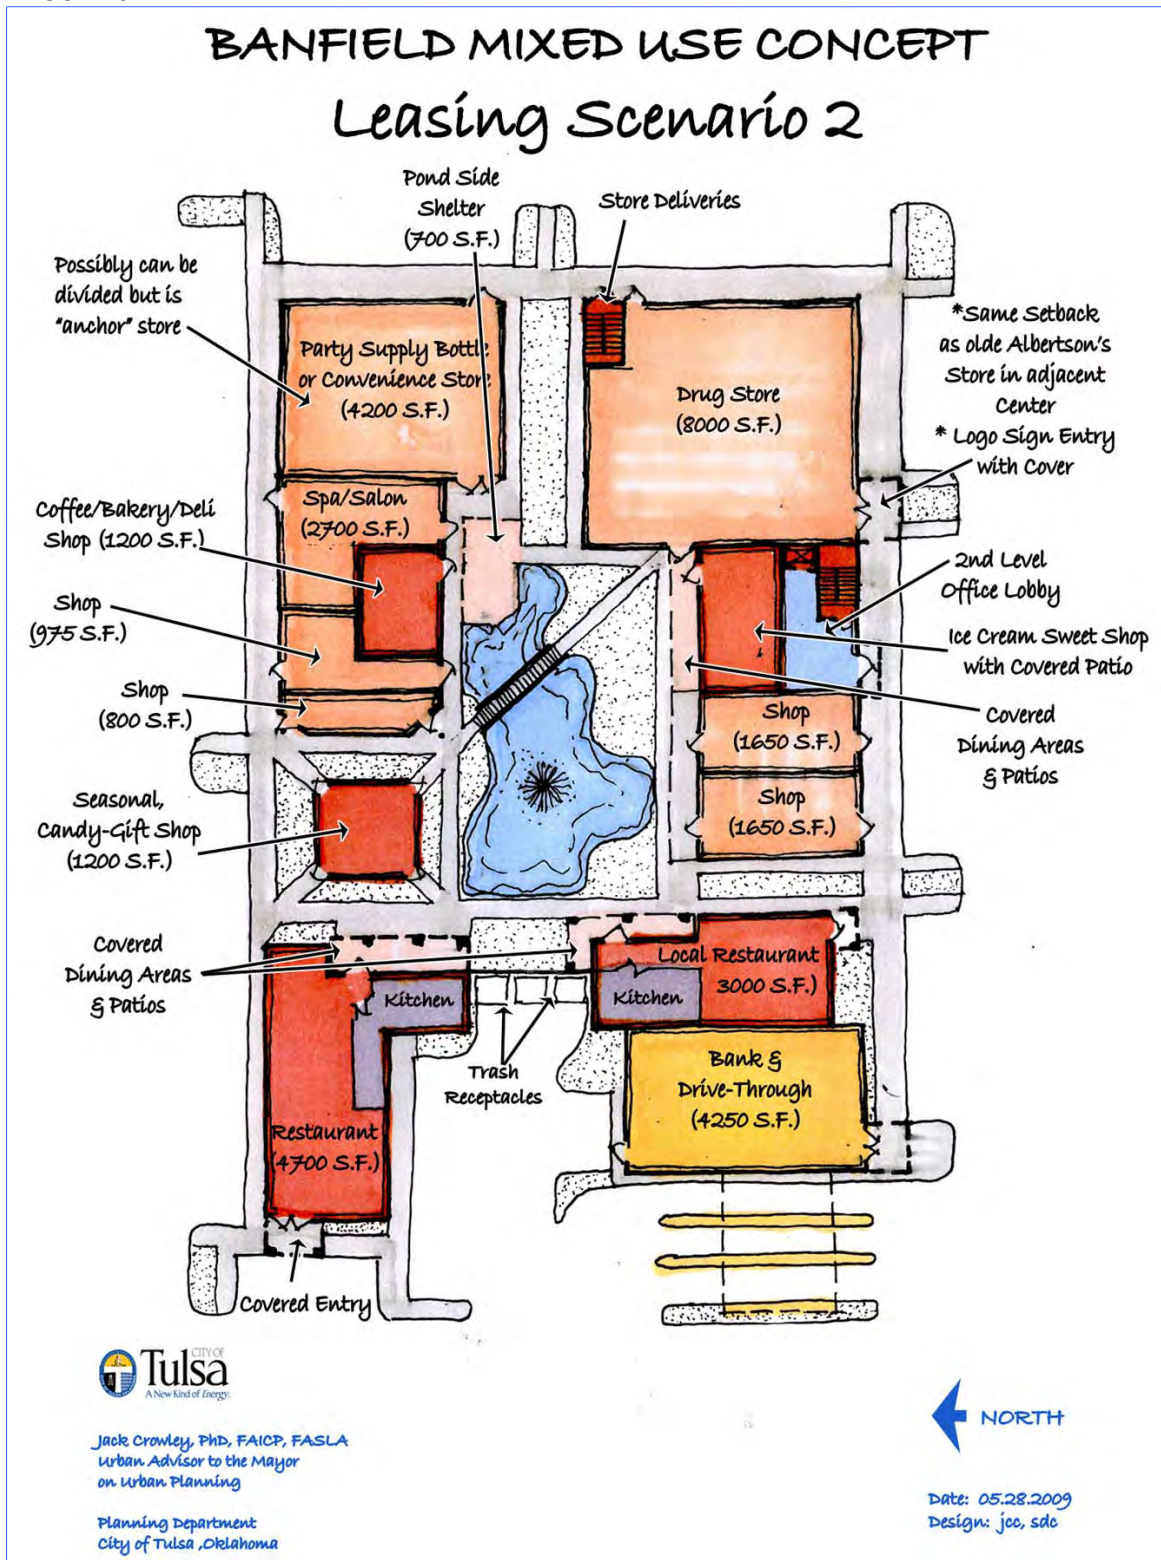 BANFIELD MIXED USE CONCEPT
Leasing Scenario 2
Pond Side
Shelter
(700 S.F.)
Store Deliveries
Possibly can be
divided but is
"anchor" store
Party Supply Bottle
or Convenience Store
(4200 S.F.)
Drug Store
(8000 S.F.)
*Same Setback
as olde Albertson's
Store in adjacent
Center
* Logo Sign Entry
with Cover
Coffee/Bakery/Deli
Shop (1200 S.F.)
Spa/Salon
(2700 S.F.)
2nd Level
Office Lobby
Shop
(975 S.F.)
Ice Cream Sweet Shop
with Covered Patio
Shop
(800 S.F.)
Shop
(1650 S.F.)
Covered
Dining Areas
& Patios
Shop
(1650 S.F.)
Seasonal,
Candy-Gift Shop
(1200 S.F.)
Covered
Dining Areas
& Patios
Kitchen
Local Restaurant
3000 S.F.)
Kitchen
Trash
Receptacles
Bank &
Drive-Through
(4250 S.F.)
Restaurant
(4700 S.F.)
Covered Entry
CITY OF
Tulsa
A New Kind of Energy.
NORTH
Jack Crowley, PhD, FAICP, FASLA
Urban Advisor to the Mayor
on Urban Planning
Planning Department
City of Tulsa ,Oklahoma
Date: 05.28.2009
Design: jcc, sdc